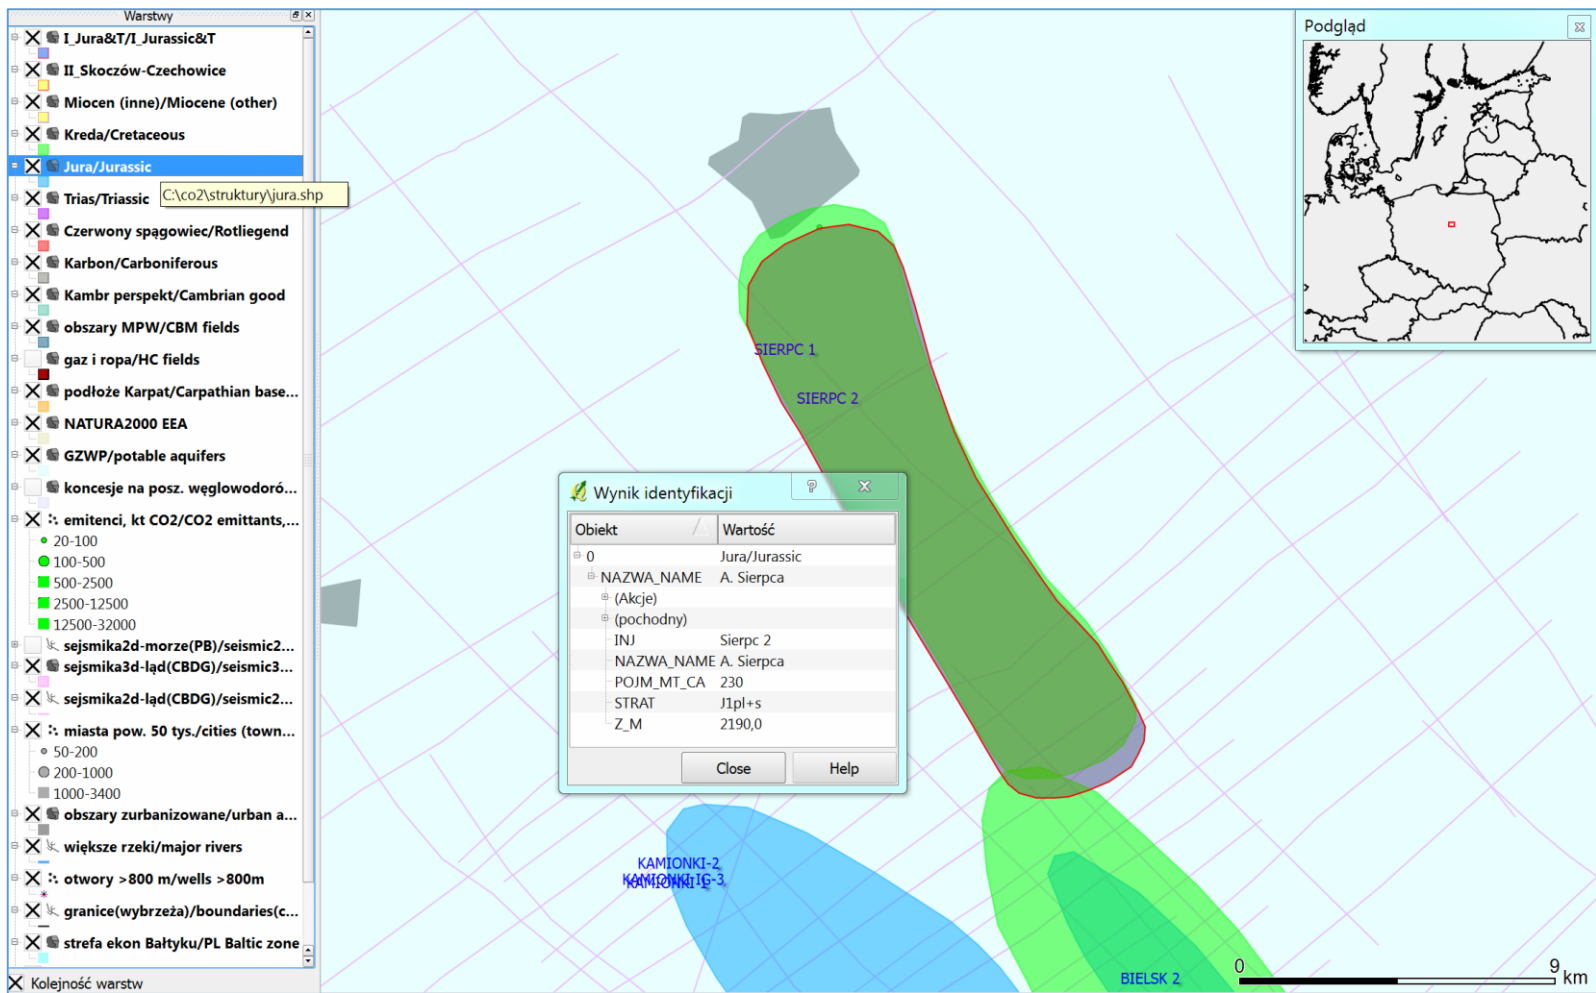 Warstwy
I_Jura&T/I_Jurassic&T
II_Skoczów-Czechowice
Miocen (inne)/Miocene (other)
Kreda/Cretaceous
Jura/Jurassic
C:\co2\struktury\jura.shp
Trias/Triassic
Czerwony spągowiec/Rotliegend
Karbon/Carboniferous
Kambr perspekt/Cambrian good
obszary MPW/CBM fields
gaz i ropa/HC fields
podłoże Karpat/Carpathian base...
NATURA2000 EEA
GZWP/potable aquifers
koncesje na posz. węglowodoró...
emitenci, kt CO2/CO2 emittants,...
20-100
100-500
500-2500
2500-12500
12500-32000
sejsmika2d-morze(PB)/seismic2...
sejsmika3d-ląd(CBDG)/seismic3...
sejsmika2d-ląd(CBDG)/seismic2...
miasta pow. 50 tys./cities (town...
50-200
200-1000
1000-3400
obszary zurbanizowane/urban a...
większe rzeki/major rivers
otwory >800 m/wells >800m
granice(wybrzeża)/boundaries(c...
strefa ekon Bałtyku/PL Baltic zone
Kolejność warstw
Podgląd
SIERPC 1
SIERPC 2
Wynik identyfikacji
Obiekt Wartość
0 Jura/Jurassic
NAZWA_NAME A. Sierpca
(Akcje)
(pochodny)
INJ Sierpc 2
NAZWA_NAME A. Sierpca
POJM_MT_CA 230
STRAT J1pl+s
Z_M 2190,0
Close Help
KAMIONKI-2
KAMIONKI-IG-3
KAMIONKI-1
BIELSK 2
0 9 km